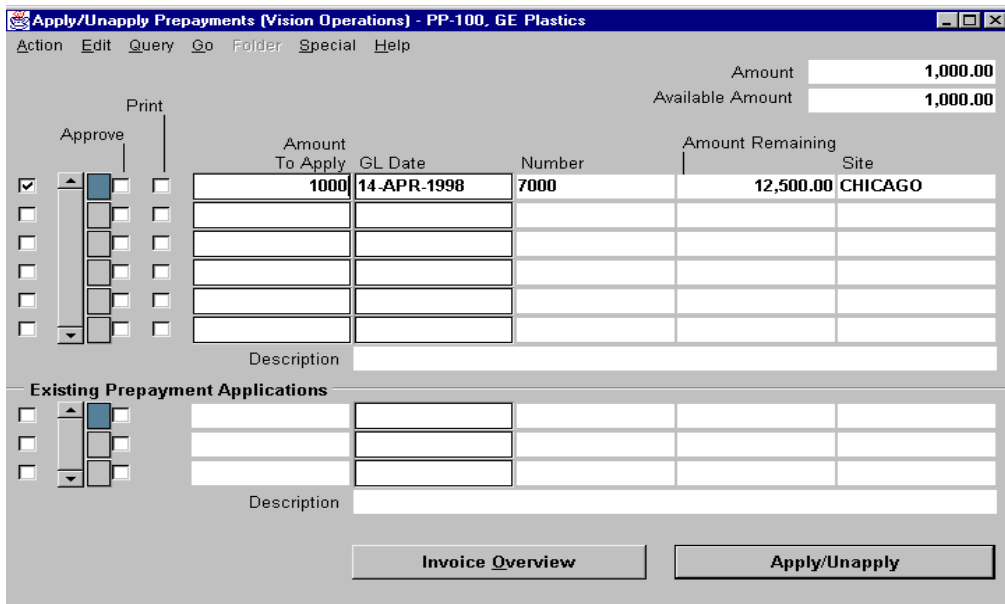 Apply/Unapply Prepayments (Vision Operations) - PP-100, GE Plastics
Action Edit Query Go Folder Special Help
Amount 1,000.00
Available Amount 1,000.00
Print
Approve
Amount To Apply GL Date Number Amount Remaining Site
1000 14-APR-1998 7000 12,500.00 CHICAGO
Description
Existing Prepayment Applications
Description
Invoice Overview Apply/Unapply